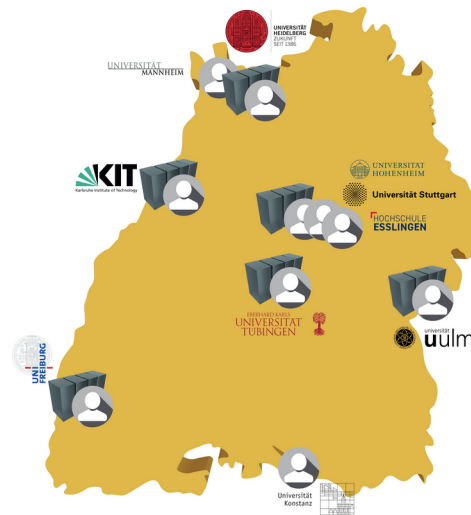 UNIVERSITÄT
HEIDELBERG
ZUKUNFT
SEIT 1386
UNIVERSITÄT
MANNHEIM
KIT
Karlsruhe Institute of Technology
UNIVERSITÄT
HOHENHEIM
Universität Stuttgart
HOCHSCHULE
ESSLINGEN
EBERHARD KARLS
UNIVERSITÄT
TÜBINGEN
universität
uulm
UNI
FREIBURG
Universität
Konstanz